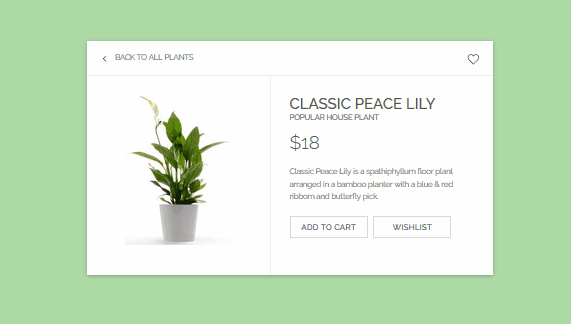 BACK TO ALL PLANTS
CLASSIC PEACE LILY
POPULAR HOUSE PLANT
$18
Classic Peace Lily is a spathiphyllum floor plant
arranged in a bamboo planter with a blue & red
ribbom and butterfly pick.
ADD TO CART WISHLIST